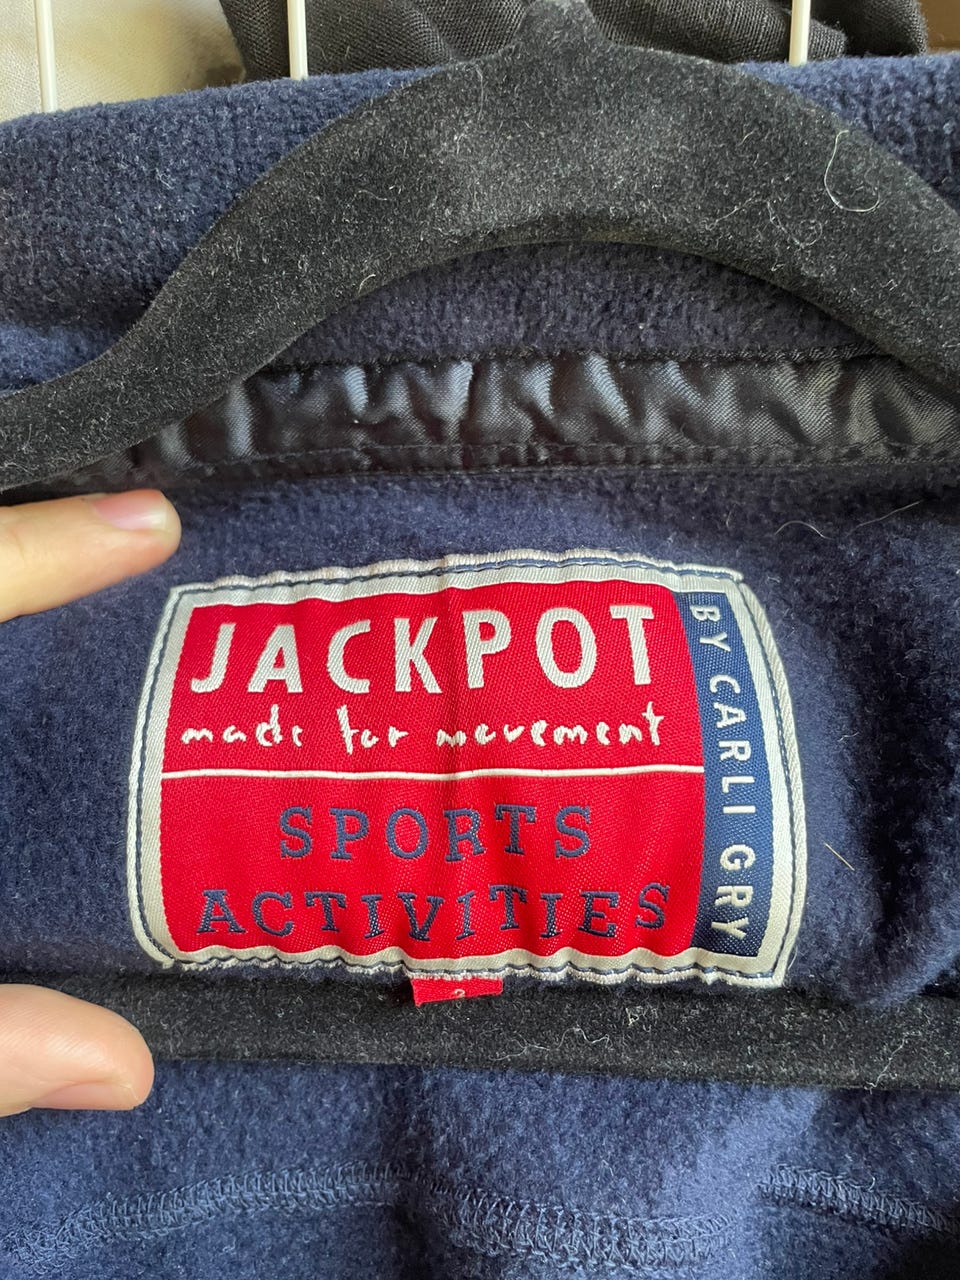 JACKPOT
made for movement
SPORTS
ACTIVITIES
BY CARLI GRY